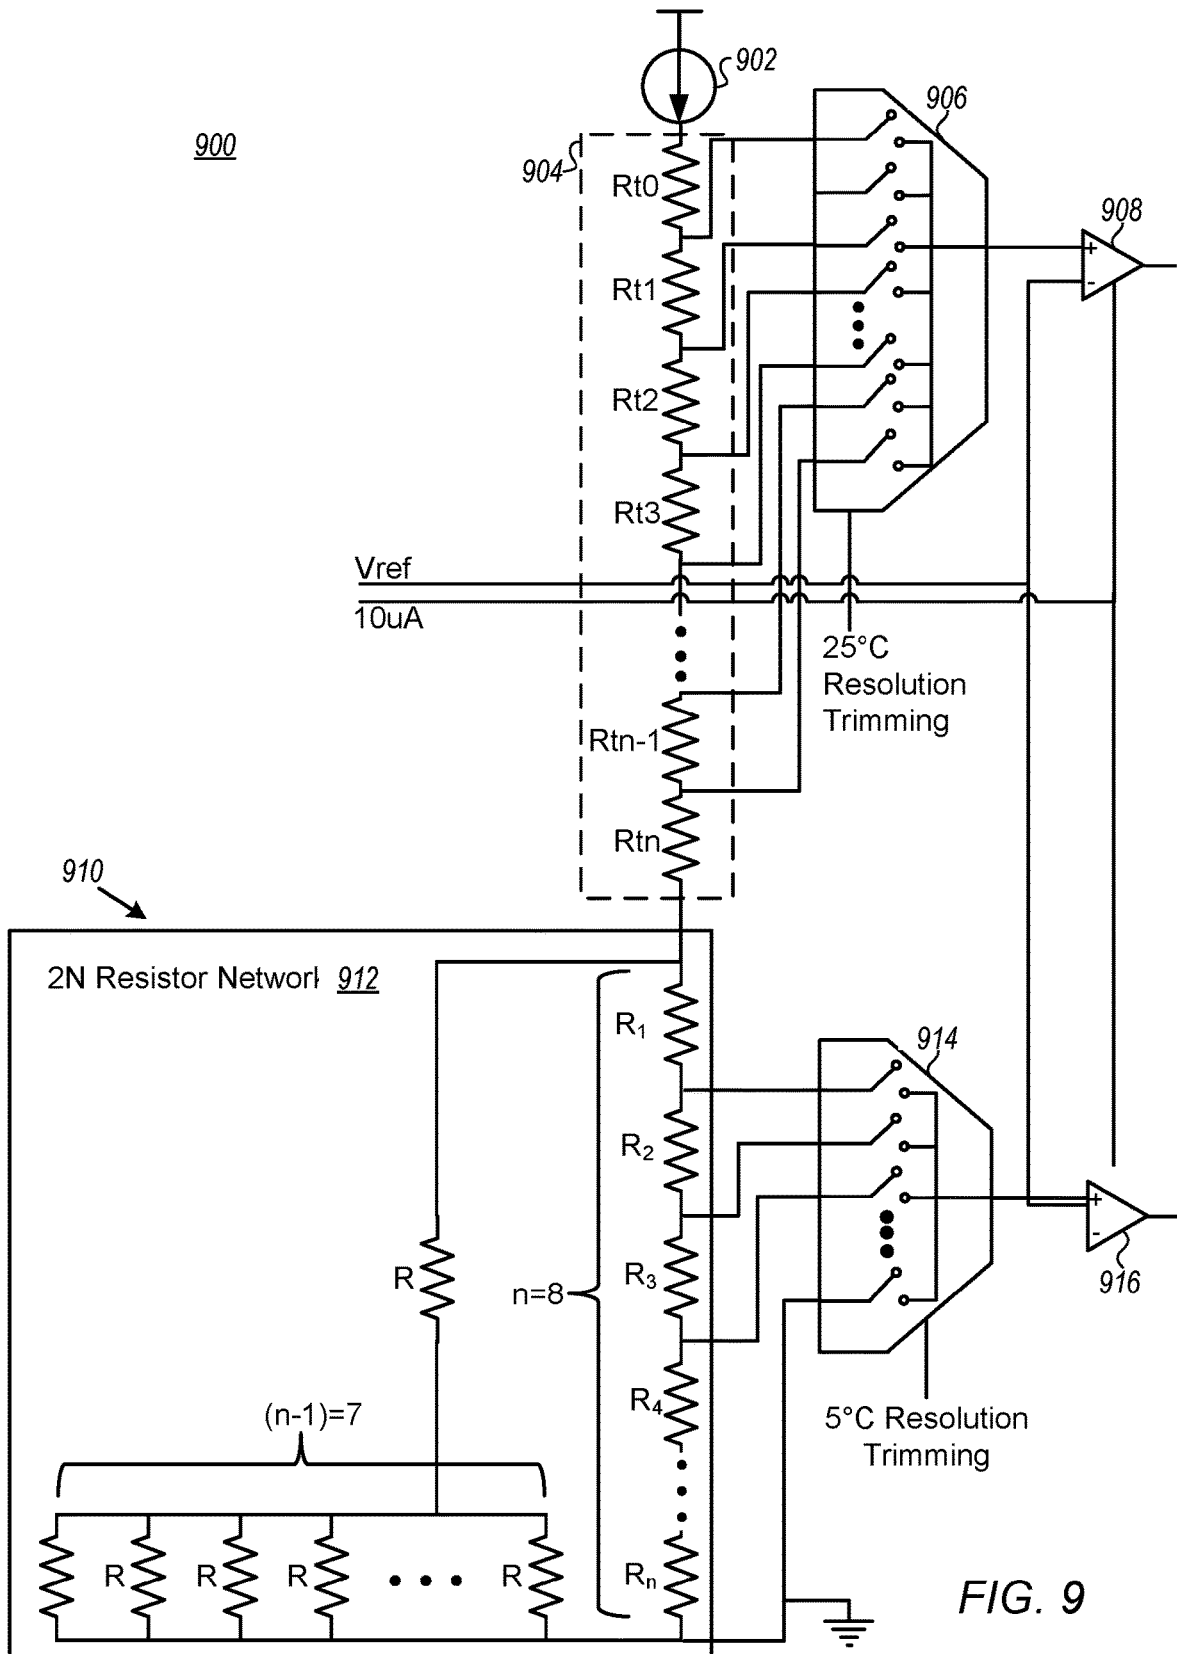 902
906
900
904
Rt0
908
+
-
Rt1
Rt2
Rt3
Vref
10uA
25°C
Resolution
Trimming
Rtn-1
Rtn
910
2N Resistor Network 912
R1
914
R2
R
n=8
R3
+
-
916
R4
(n-1)=7
5°C Resolution
Trimming
R
R
R
R
Rn
FIG. 9